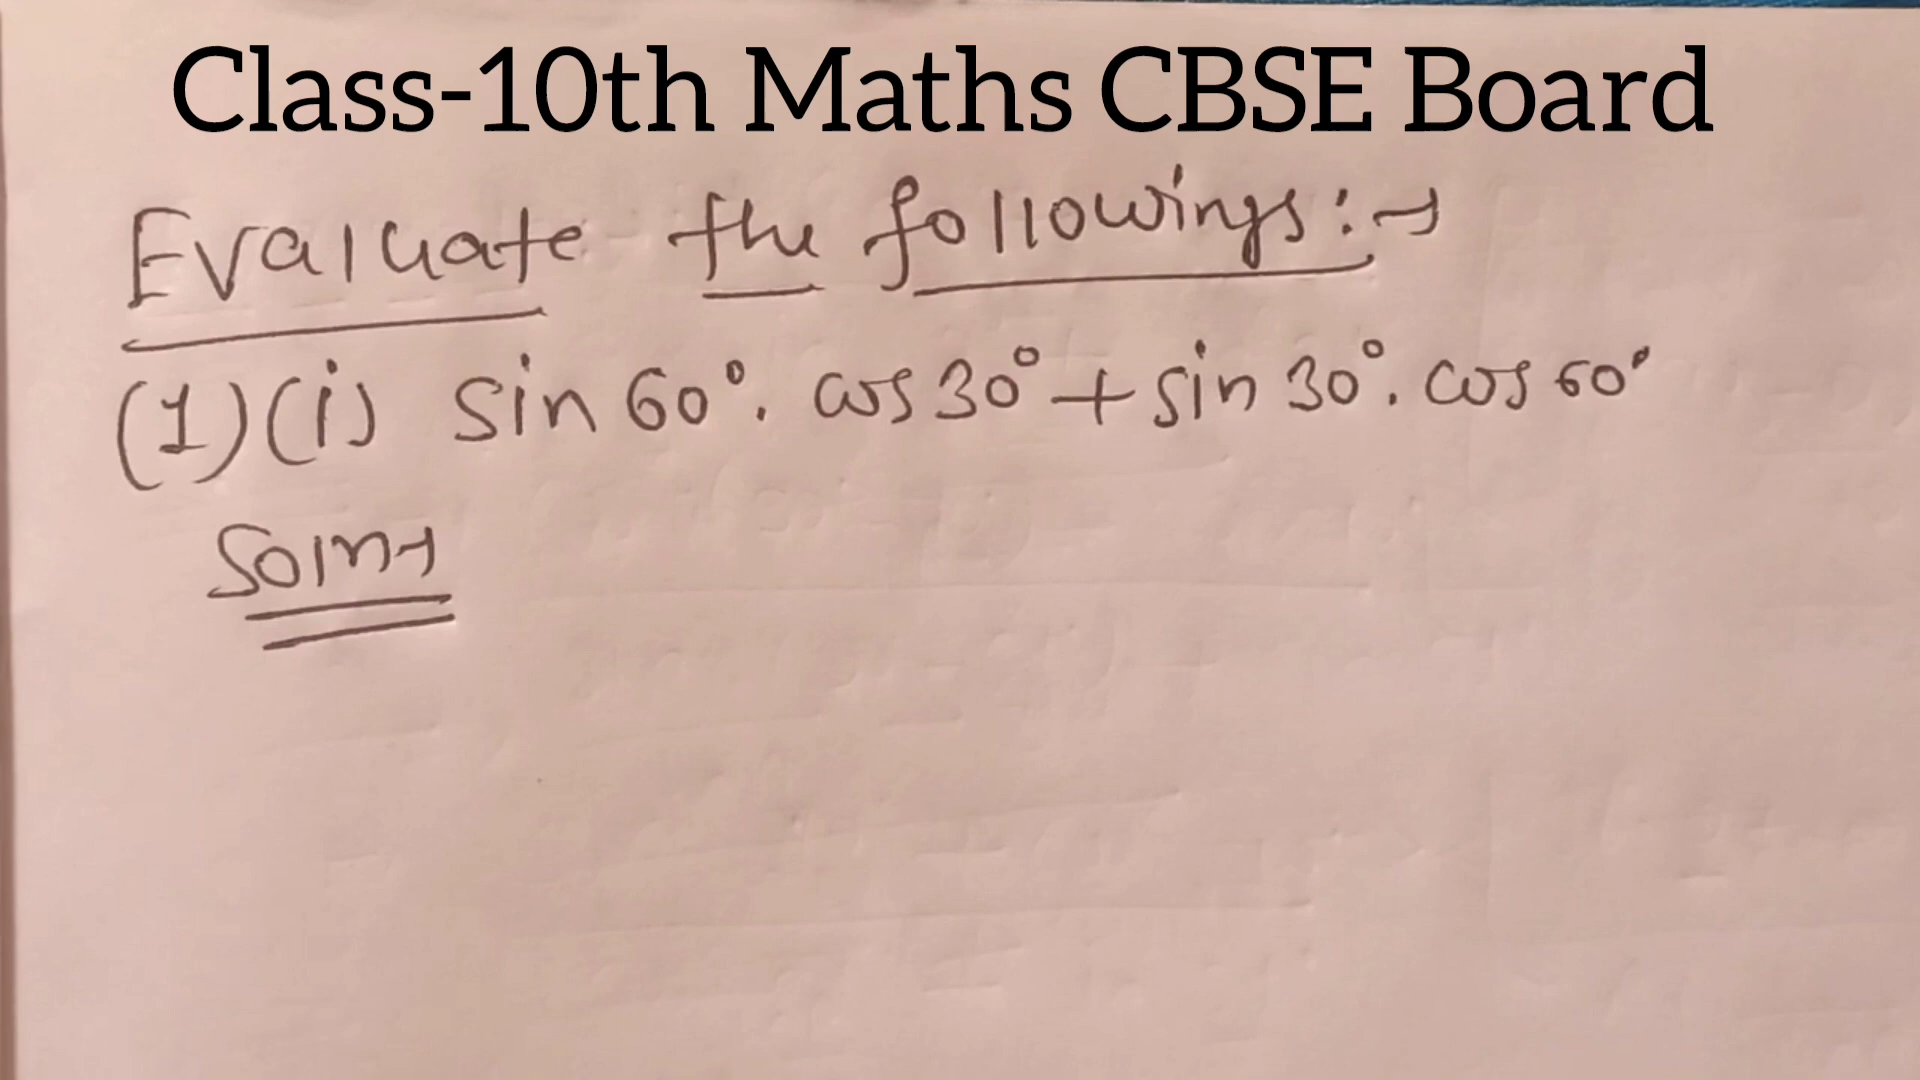 Class-10th Maths CBSE Board
Evaluate the followings:→
(1)(i) sin 60°. cos 30° + sin 30°. cos 60°
Soln→